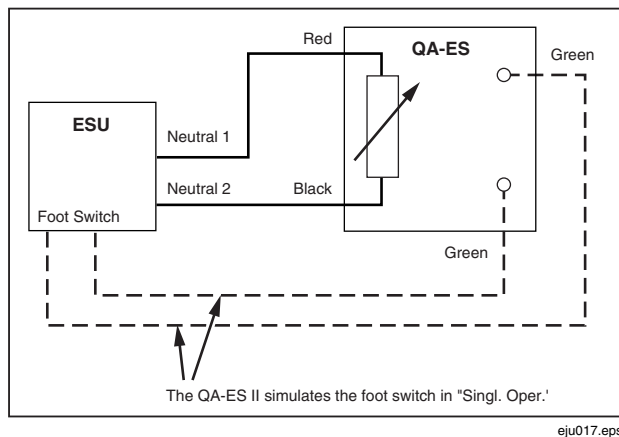 Red
QA-ES
Green
ESU
Neutral 1
Neutral 2
Black
Foot Switch
Green
The QA-ES II simulates the foot switch in "Singl. Oper.'
eju017.eps